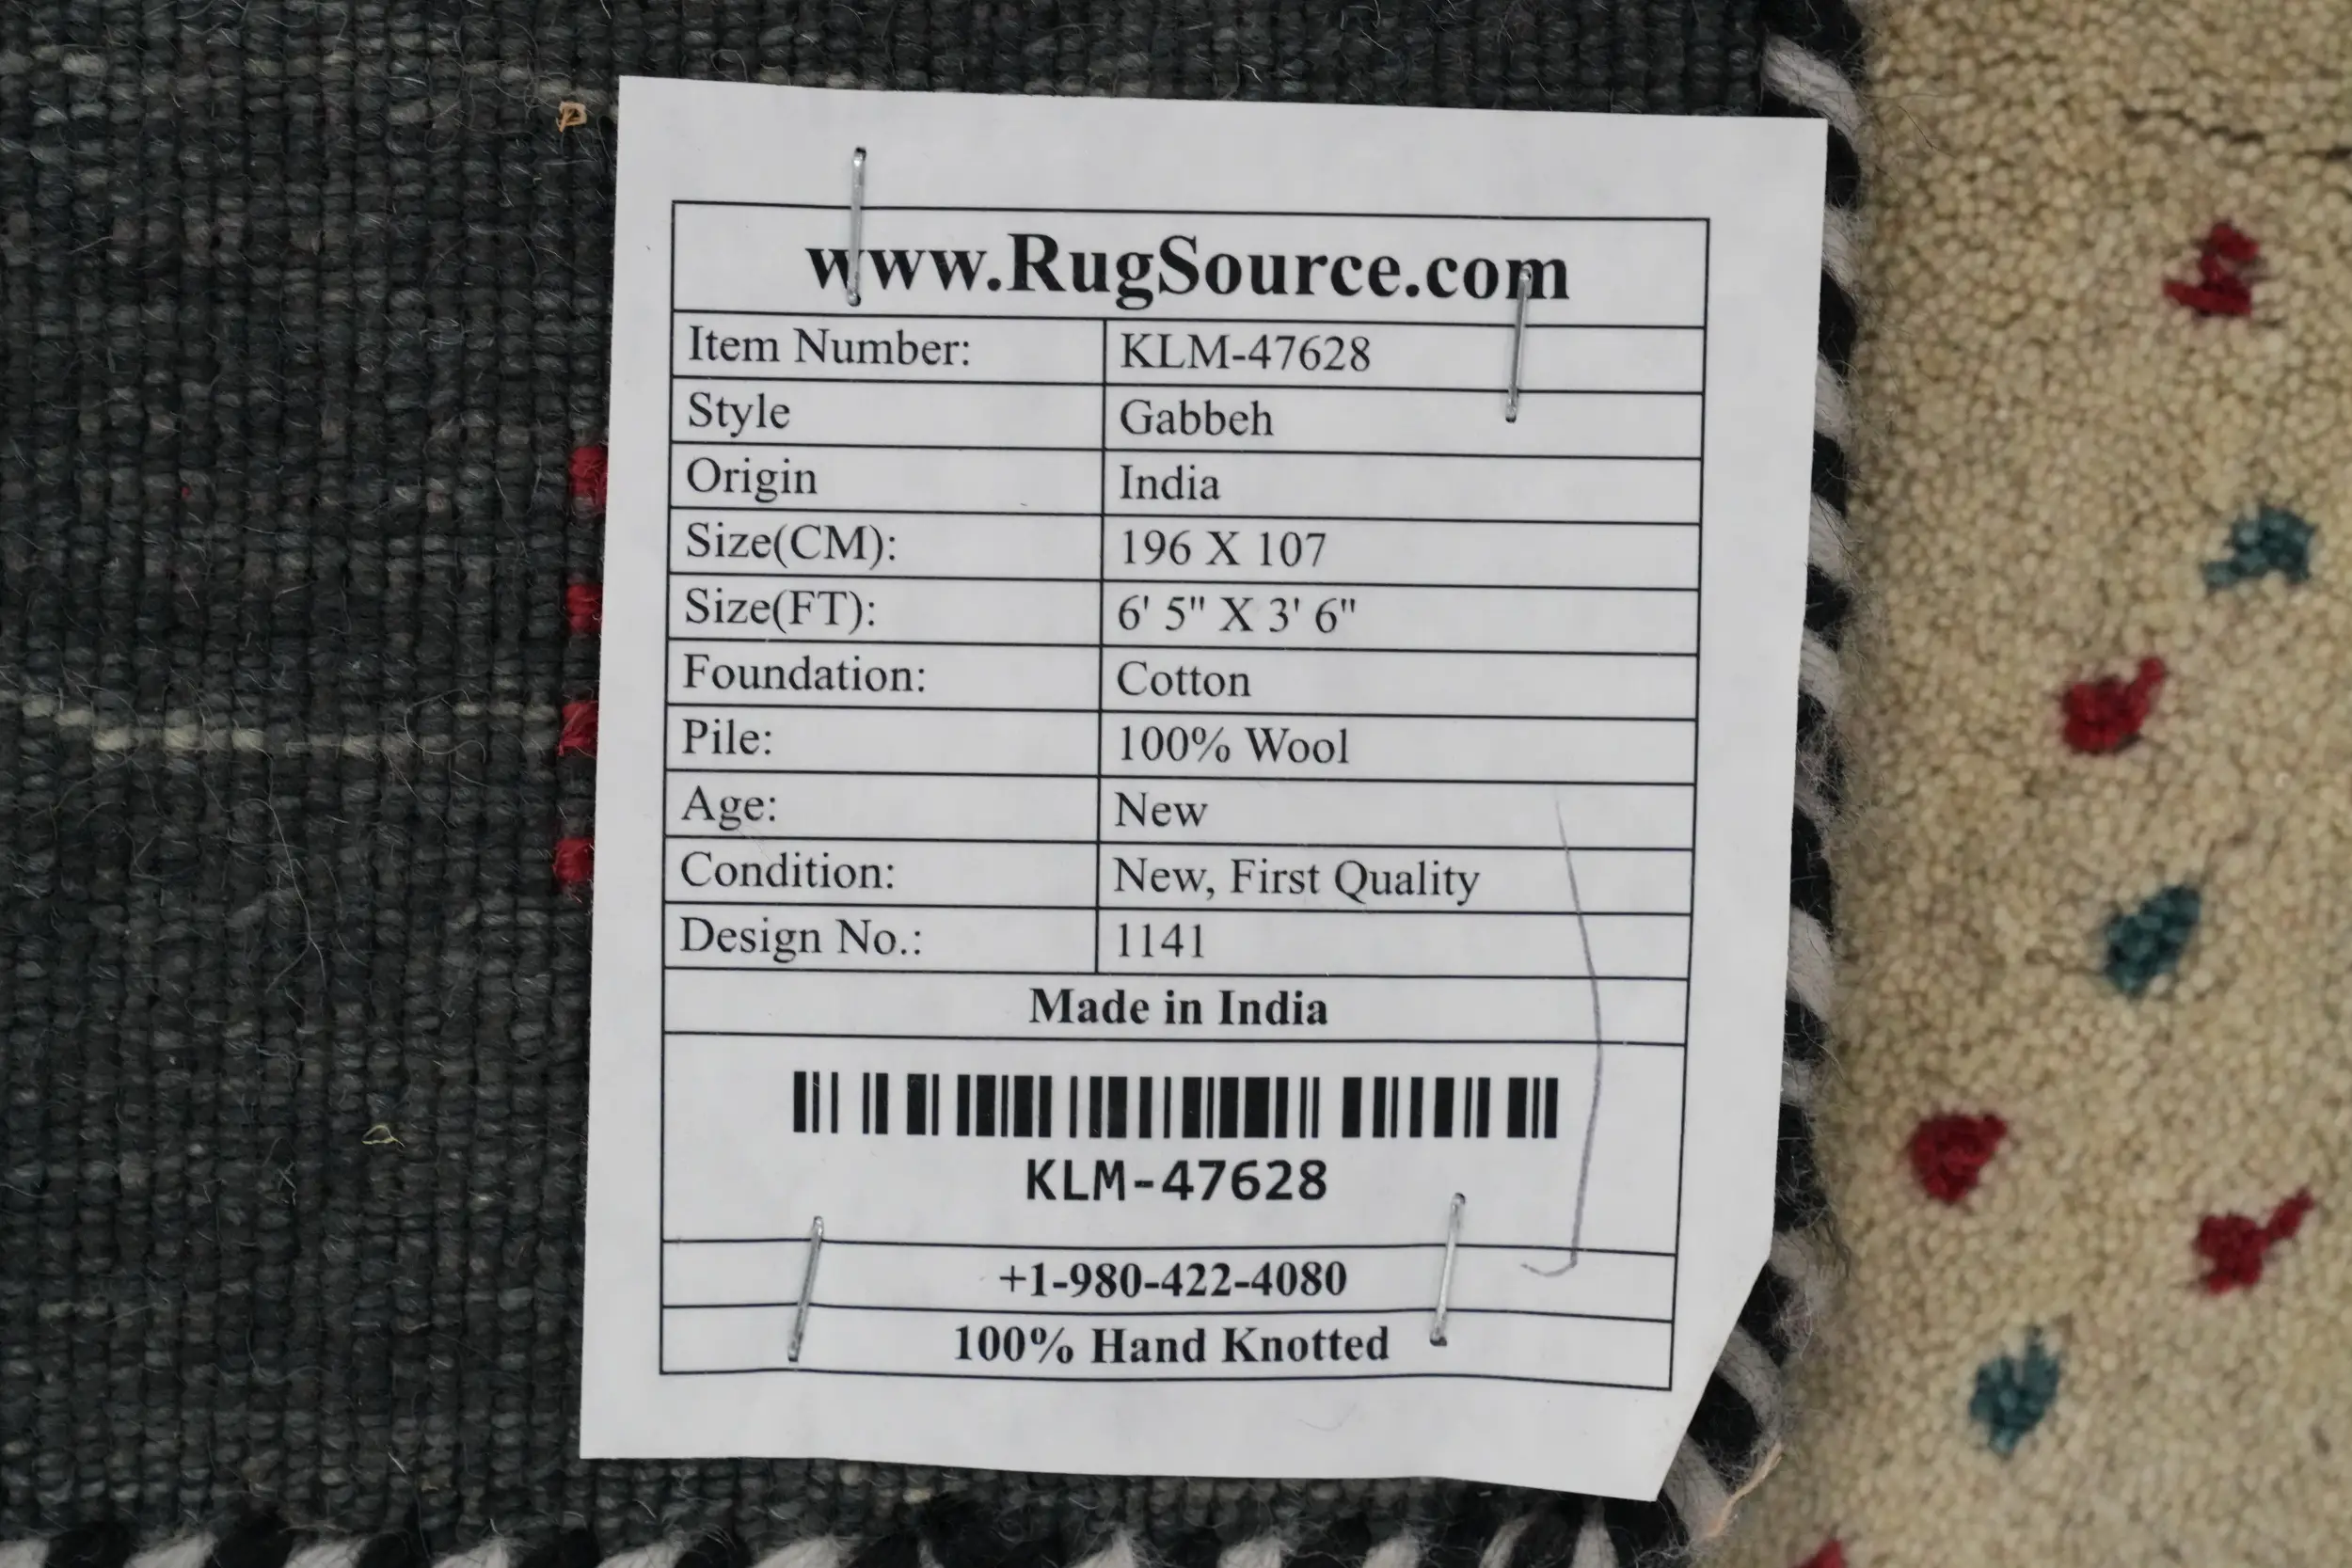 www.RugSource.com
Item Number: KLM-47628
Style Gabbeh
Origin India
Size(CM): 196 X 107
Size(FT): 6' 5" X 3' 6"
Foundation: Cotton
Pile: 100% Wool
Age: New
Condition: New, First Quality
Design No.: 1141
Made in India
KLM-47628
+1-980-422-4080
100% Hand Knotted